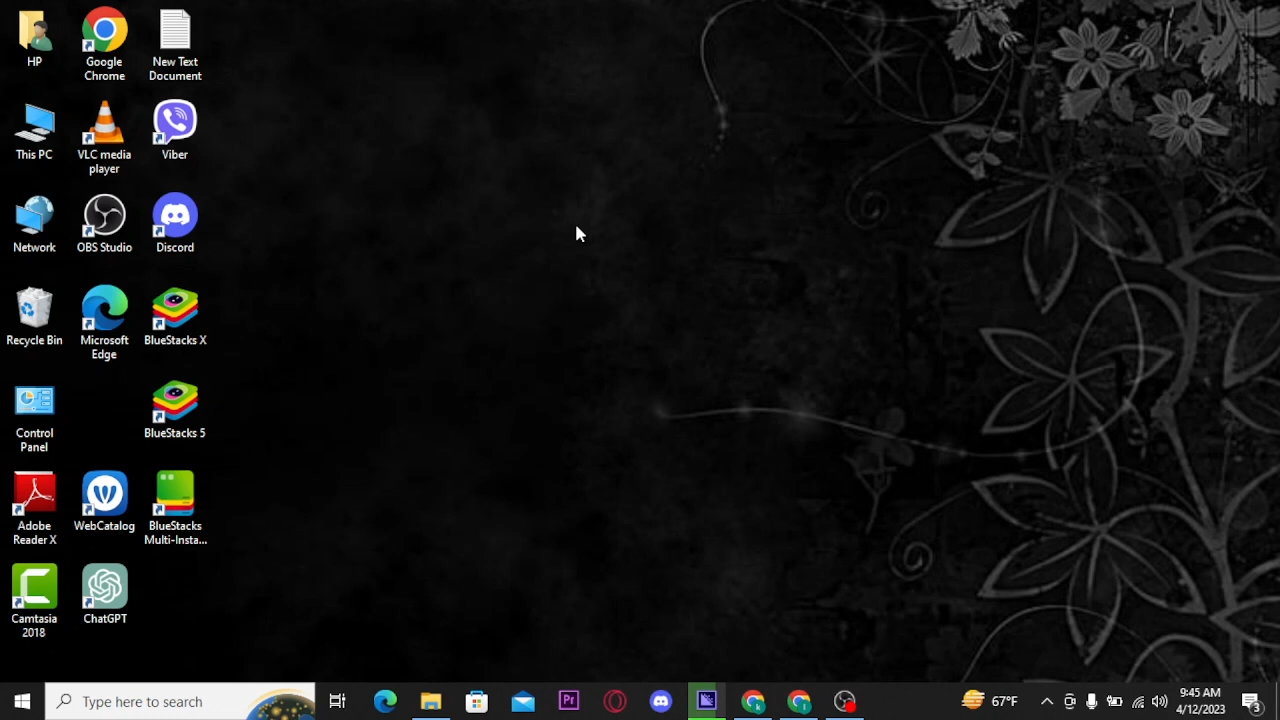 HP
Google
Chrome
New Text
Document
This PC
VLC media
player
Viber
Network
OBS Studio
Discord
Recycle Bin
Microsoft
Edge
BlueStacks X
Control
Panel
BlueStacks 5
Adobe
Reader X
WebCatalog
BlueStacks
Multi-Insta...
Camtasia
2018
ChatGPT
Type here to search
Pr
k
f
67°F
9:45 AM
4/12/2023
3